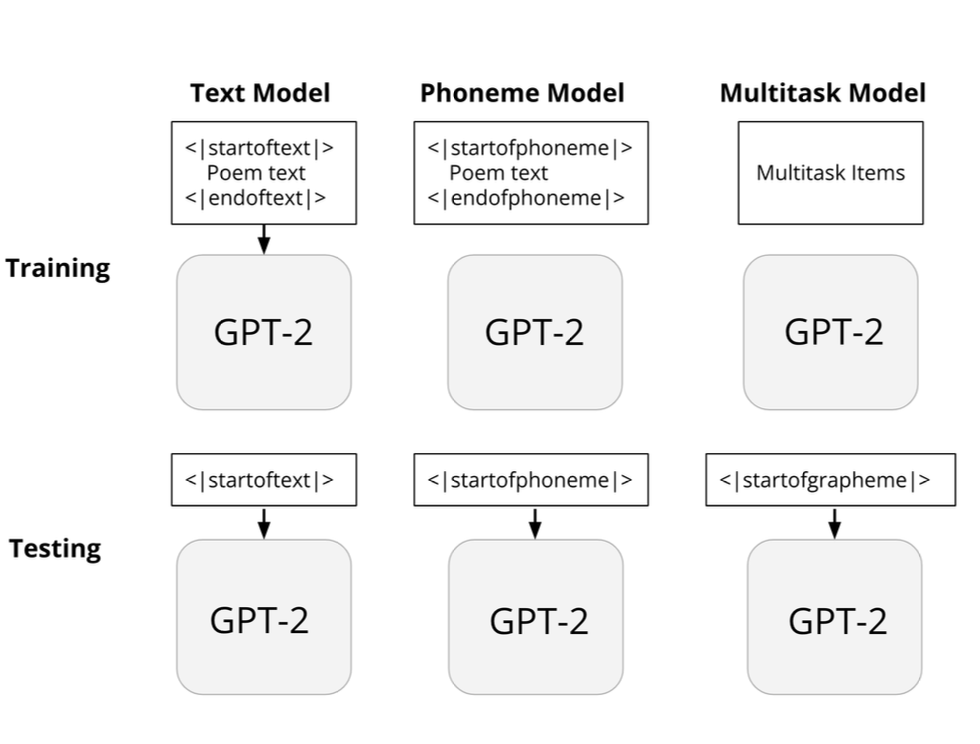 Text Model
Phoneme Model
Multitask Model
<|startoftext|>
Poem text
<|endoftext|>
<|startofphoneme|>
Poem text
<|endofphoneme|>
Multitask Items
Training
GPT-2
GPT-2
GPT-2
<|startoftext|>
<|startofphoneme|>
<|startofgrapheme|>
Testing
GPT-2
GPT-2
GPT-2